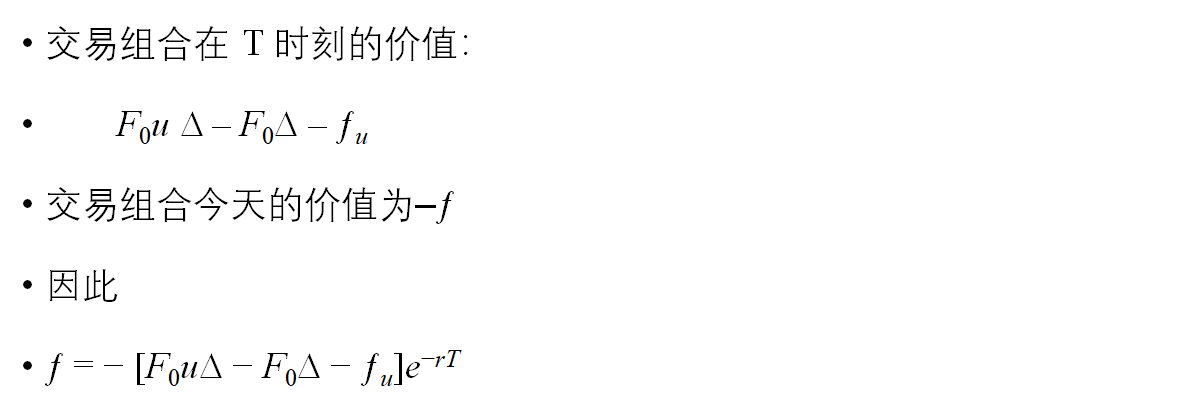 • 交易组合在 T 时刻的价值:
• F₀u Δ – F₀Δ – fᵤ
• 交易组合今天的价值为–f
• 因此
• f = − [F₀uΔ − F₀Δ − fᵤ]e⁻ʳᵀ